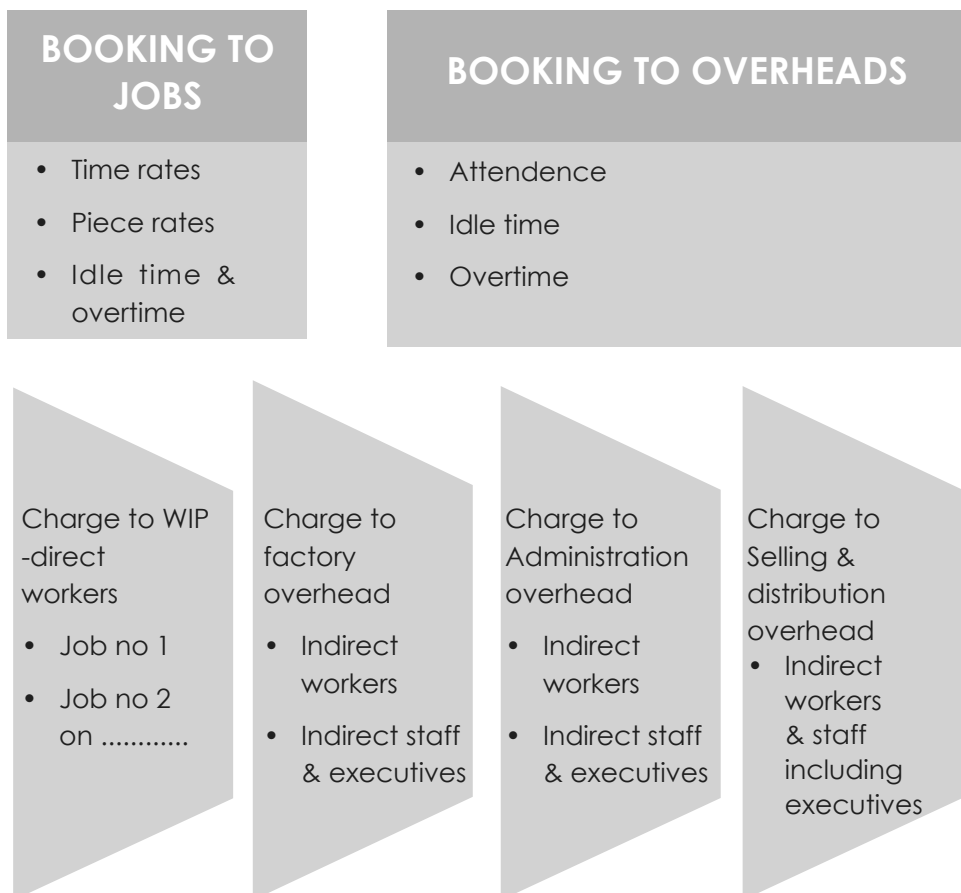 BOOKING TO
JOBS
• Time rates
• Piece rates
• Idle time &
overtime
BOOKING TO OVERHEADS
• Attendence
• Idle time
• Overtime
Charge to WIP
-direct
workers
• Job no 1
• Job no 2
on ............
Charge to
factory
overhead
• Indirect
workers
• Indirect staff
& executives
Charge to
Administration
overhead
• Indirect
workers
• Indirect staff
& executives
Charge to
Selling &
distribution
overhead
• Indirect
workers
& staff
including
executives